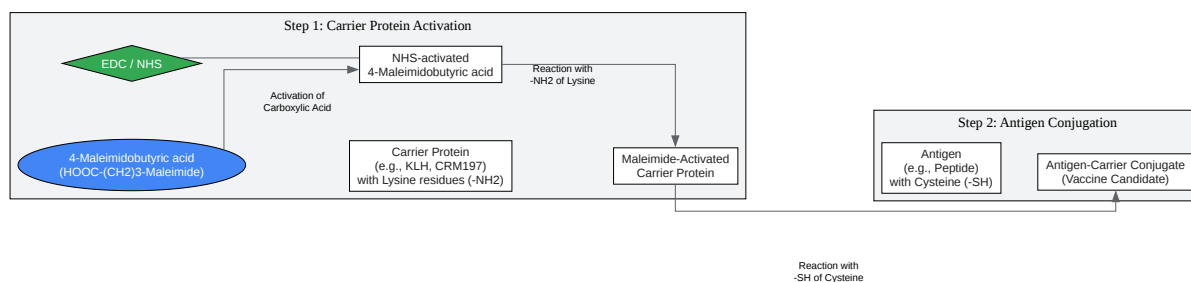 Step 1: Carrier Protein Activation
EDC / NHS
NHS-activated
4-Maleimidobutyric acid
Reaction with
-NH2 of Lysine
Activation of
Carboxylic Acid
4-Maleimidobutyric acid
(HOOC-(CH2)3-Maleimide)
Carrier Protein
(e.g., KLH, CRM197)
with Lysine residues (-NH2)
Maleimide-Activated
Carrier Protein
Step 2: Antigen Conjugation
Antigen
(e.g., Peptide)
with Cysteine (-SH)
Antigen-Carrier Conjugate
(Vaccine Candidate)
Reaction with
-SH of Cysteine